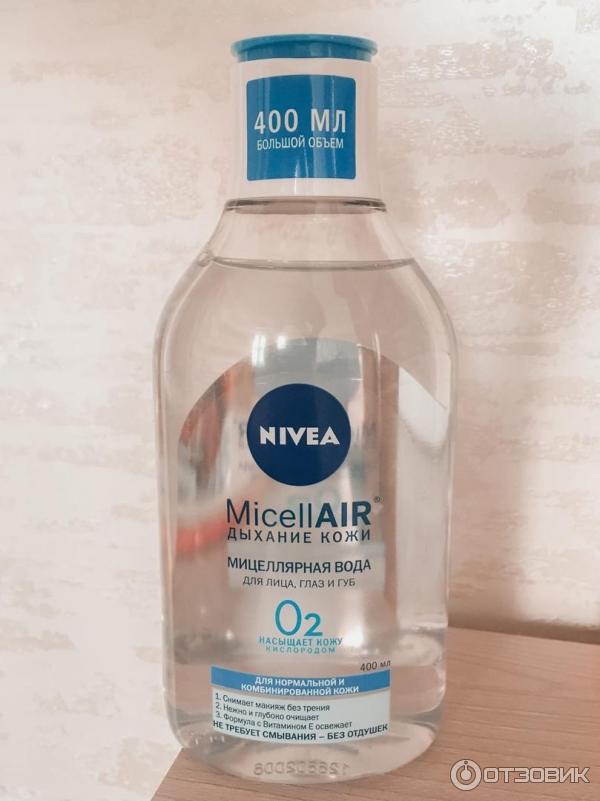 400 МЛ
БОЛЬШОЙ ОБЪЕМ
NIVEA
MicellAIR®
ДЫХАНИЕ КОЖИ
МИЦЕЛЛЯРНАЯ ВОДА
ДЛЯ ЛИЦА, ГЛАЗ И ГУБ
O2
НАСЫЩАЕТ КОЖУ
КИСЛОРОДОМ
400 мл
ДЛЯ НОРМАЛЬНОЙ И
КОМБИНИРОВАННОЙ КОЖИ
1. Снимает макияж без трения
2. Нежно и глубоко очищает
3. Формула с Витамином Е освежает
НЕ ТРЕБУЕТ СМЫВАНИЯ – БЕЗ ОТДУШЕК
ОТЗОВИК